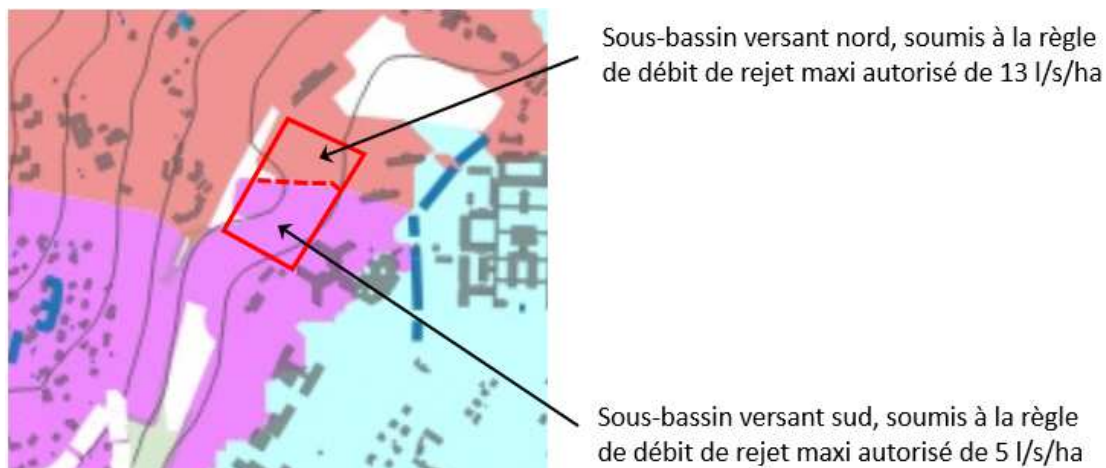 Sous-bassin versant nord, soumis à la règle
de débit de rejet maxi autorisé de 13 l/s/ha
Sous-bassin versant sud, soumis à la règle
de débit de rejet maxi autorisé de 5 l/s/ha